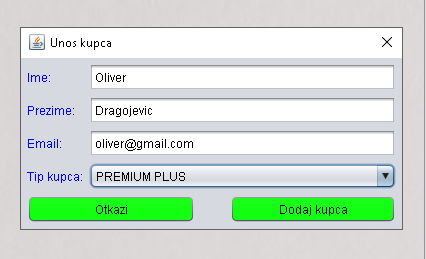 Unos kupca
Ime: Oliver
Prezime: Dragojevic
Email: oliver@gmail.com
Tip kupca: PREMIUM PLUS
Otkazi Dodaj kupca